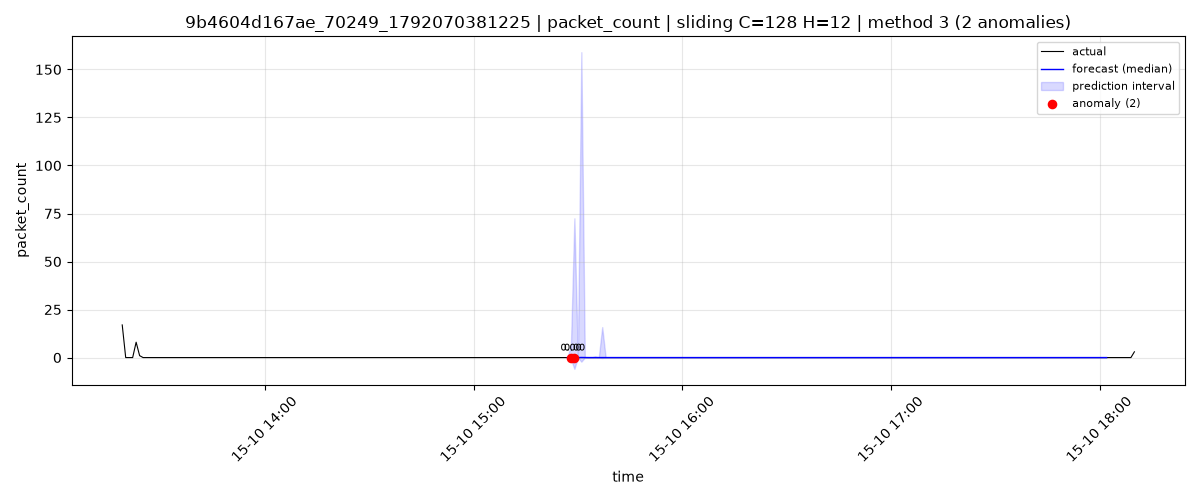 9b4604d167ae_70249_1792070381225 | packet_count | sliding C=128 H=12 | method 3 (2 anomalies)
actual
forecast (median)
prediction interval
anomaly (2)
packet_count
150
125
100
75
50
25
0
15-10 14:00
15-10 15:00
15-10 16:00
15-10 17:00
15-10 18:00
time